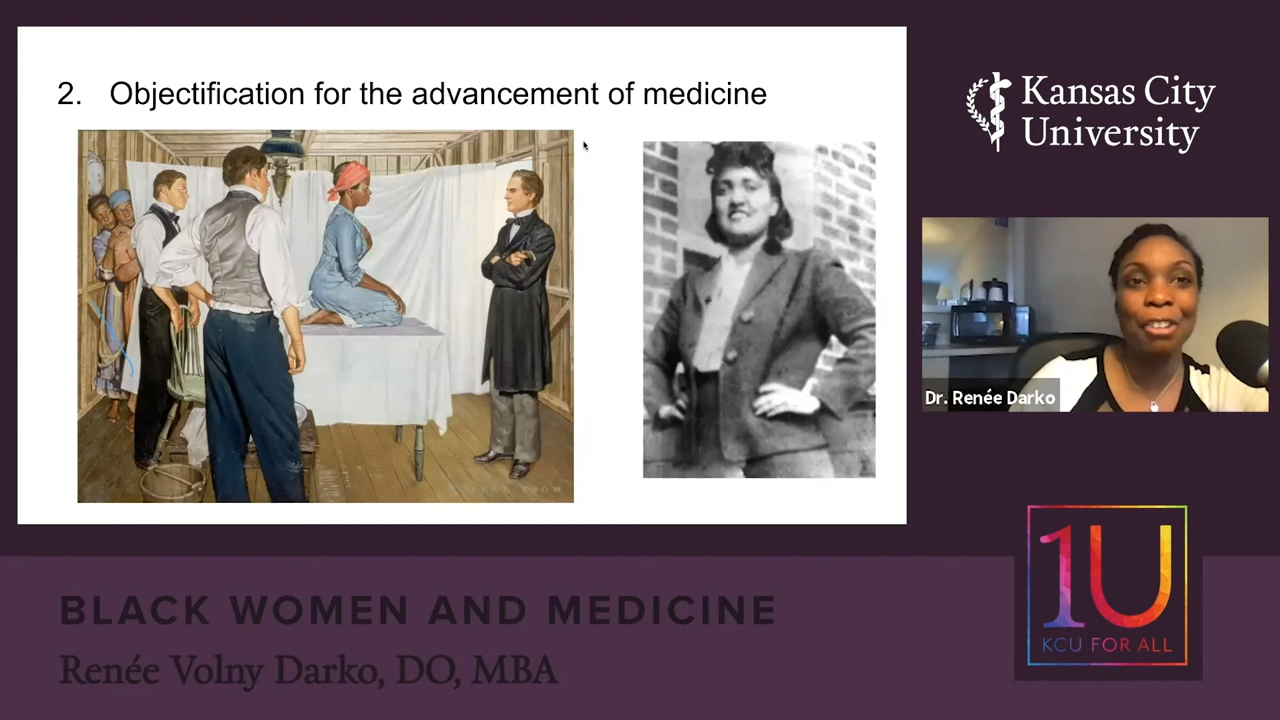 2. Objectification for the advancement of medicine
Kansas City
University
Dr. Renée Darko
1U
KCU FOR ALL
BLACK WOMEN AND MEDICINE
Renée Volny Darko, DO, MBA